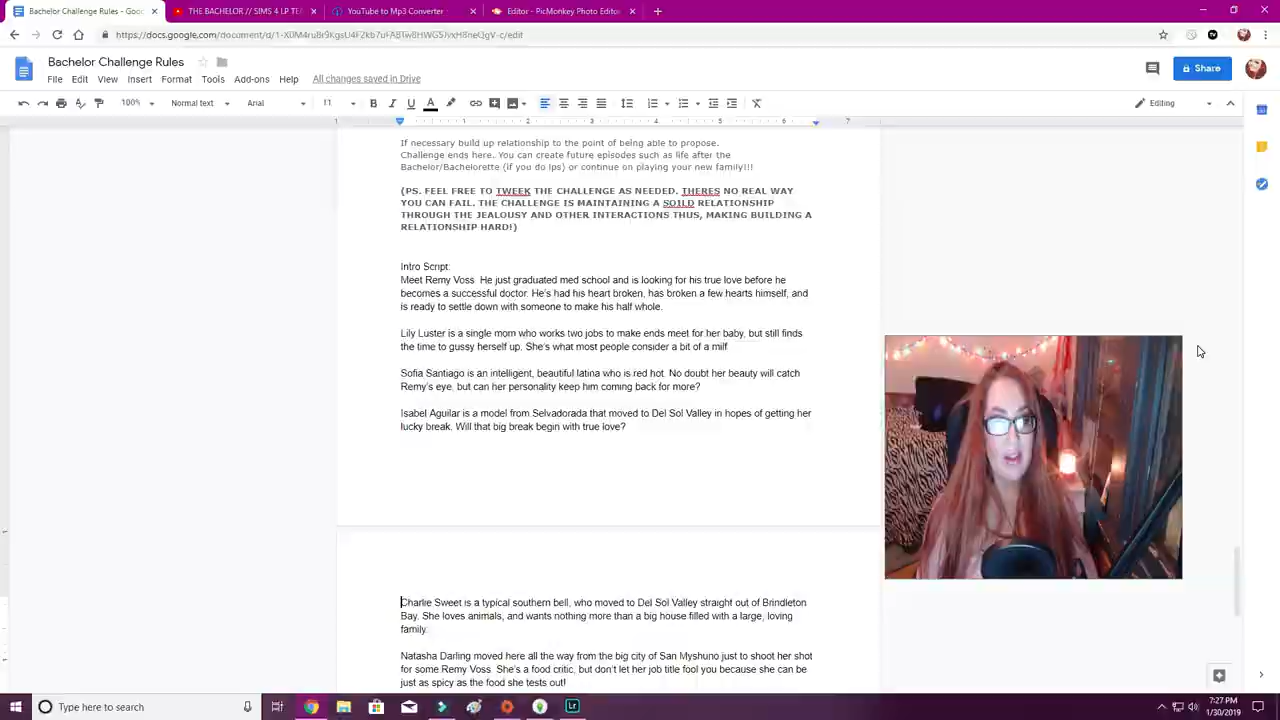 Bachelor Challenge Rules - Goo
THE BACHELOR // SIMS 4 LP TEA
YouTube to Mp3 Converter
Editor - PicMonkey Photo Editor
Bachelor Challenge Rules
File Edit View Insert Format Tools Add-ons Help All changes saved in Drive
Share
100% Normal text Arial 11 Editing
If necessary build up relationship to the point of being able to propose.
Challenge ends here. You can create future episodes such as life after the
Bachelor/Bachelorette (if you do lps) or continue on playing your new family!!!
(PS. FEEL FREE TO TWEEK THE CHALLENGE AS NEEDED. THERES NO REAL WAY
YOU CAN FAIL. THE CHALLENGE IS MAINTAINING A SOILD RELATIONSHIP
THROUGH THE JEALOUSY AND OTHER INTERACTIONS THUS, MAKING BUILDING A
RELATIONSHIP HARD!)
Intro Script:
Meet Remy Voss. He just graduated med school and is looking for his true love before he
becomes a successful doctor. He's had his heart broken, has broken a few hearts himself, and
is ready to settle down with someone to make his half whole.
Lily Luster is a single mom who works two jobs to make ends meet for her baby, but still finds
the time to gussy herself up. She's what most people consider a bit of a milf
Sofia Santiago is an intelligent, beautiful latina who is red hot. No doubt her beauty will catch
Remy's eye, but can her personality keep him coming back for more?
Isabel Aguilar is a model from Selvadorada that moved to Del Sol Valley in hopes of getting her
lucky break. Will that big break begin with true love?
Charlie Sweet is a typical southern bell, who moved to Del Sol Valley straight out of Brindleton
Bay. She loves animals, and wants nothing more than a big house filled with a large, loving
family.
Natasha Darling moved here all the way from the big city of San Myshuno just to shoot her shot
for some Remy Voss. She's a food critic, but don't let her job title fool you because she can be
just as spicy as the food she tests out!
Type here to search
7:27 PM
1/30/2019